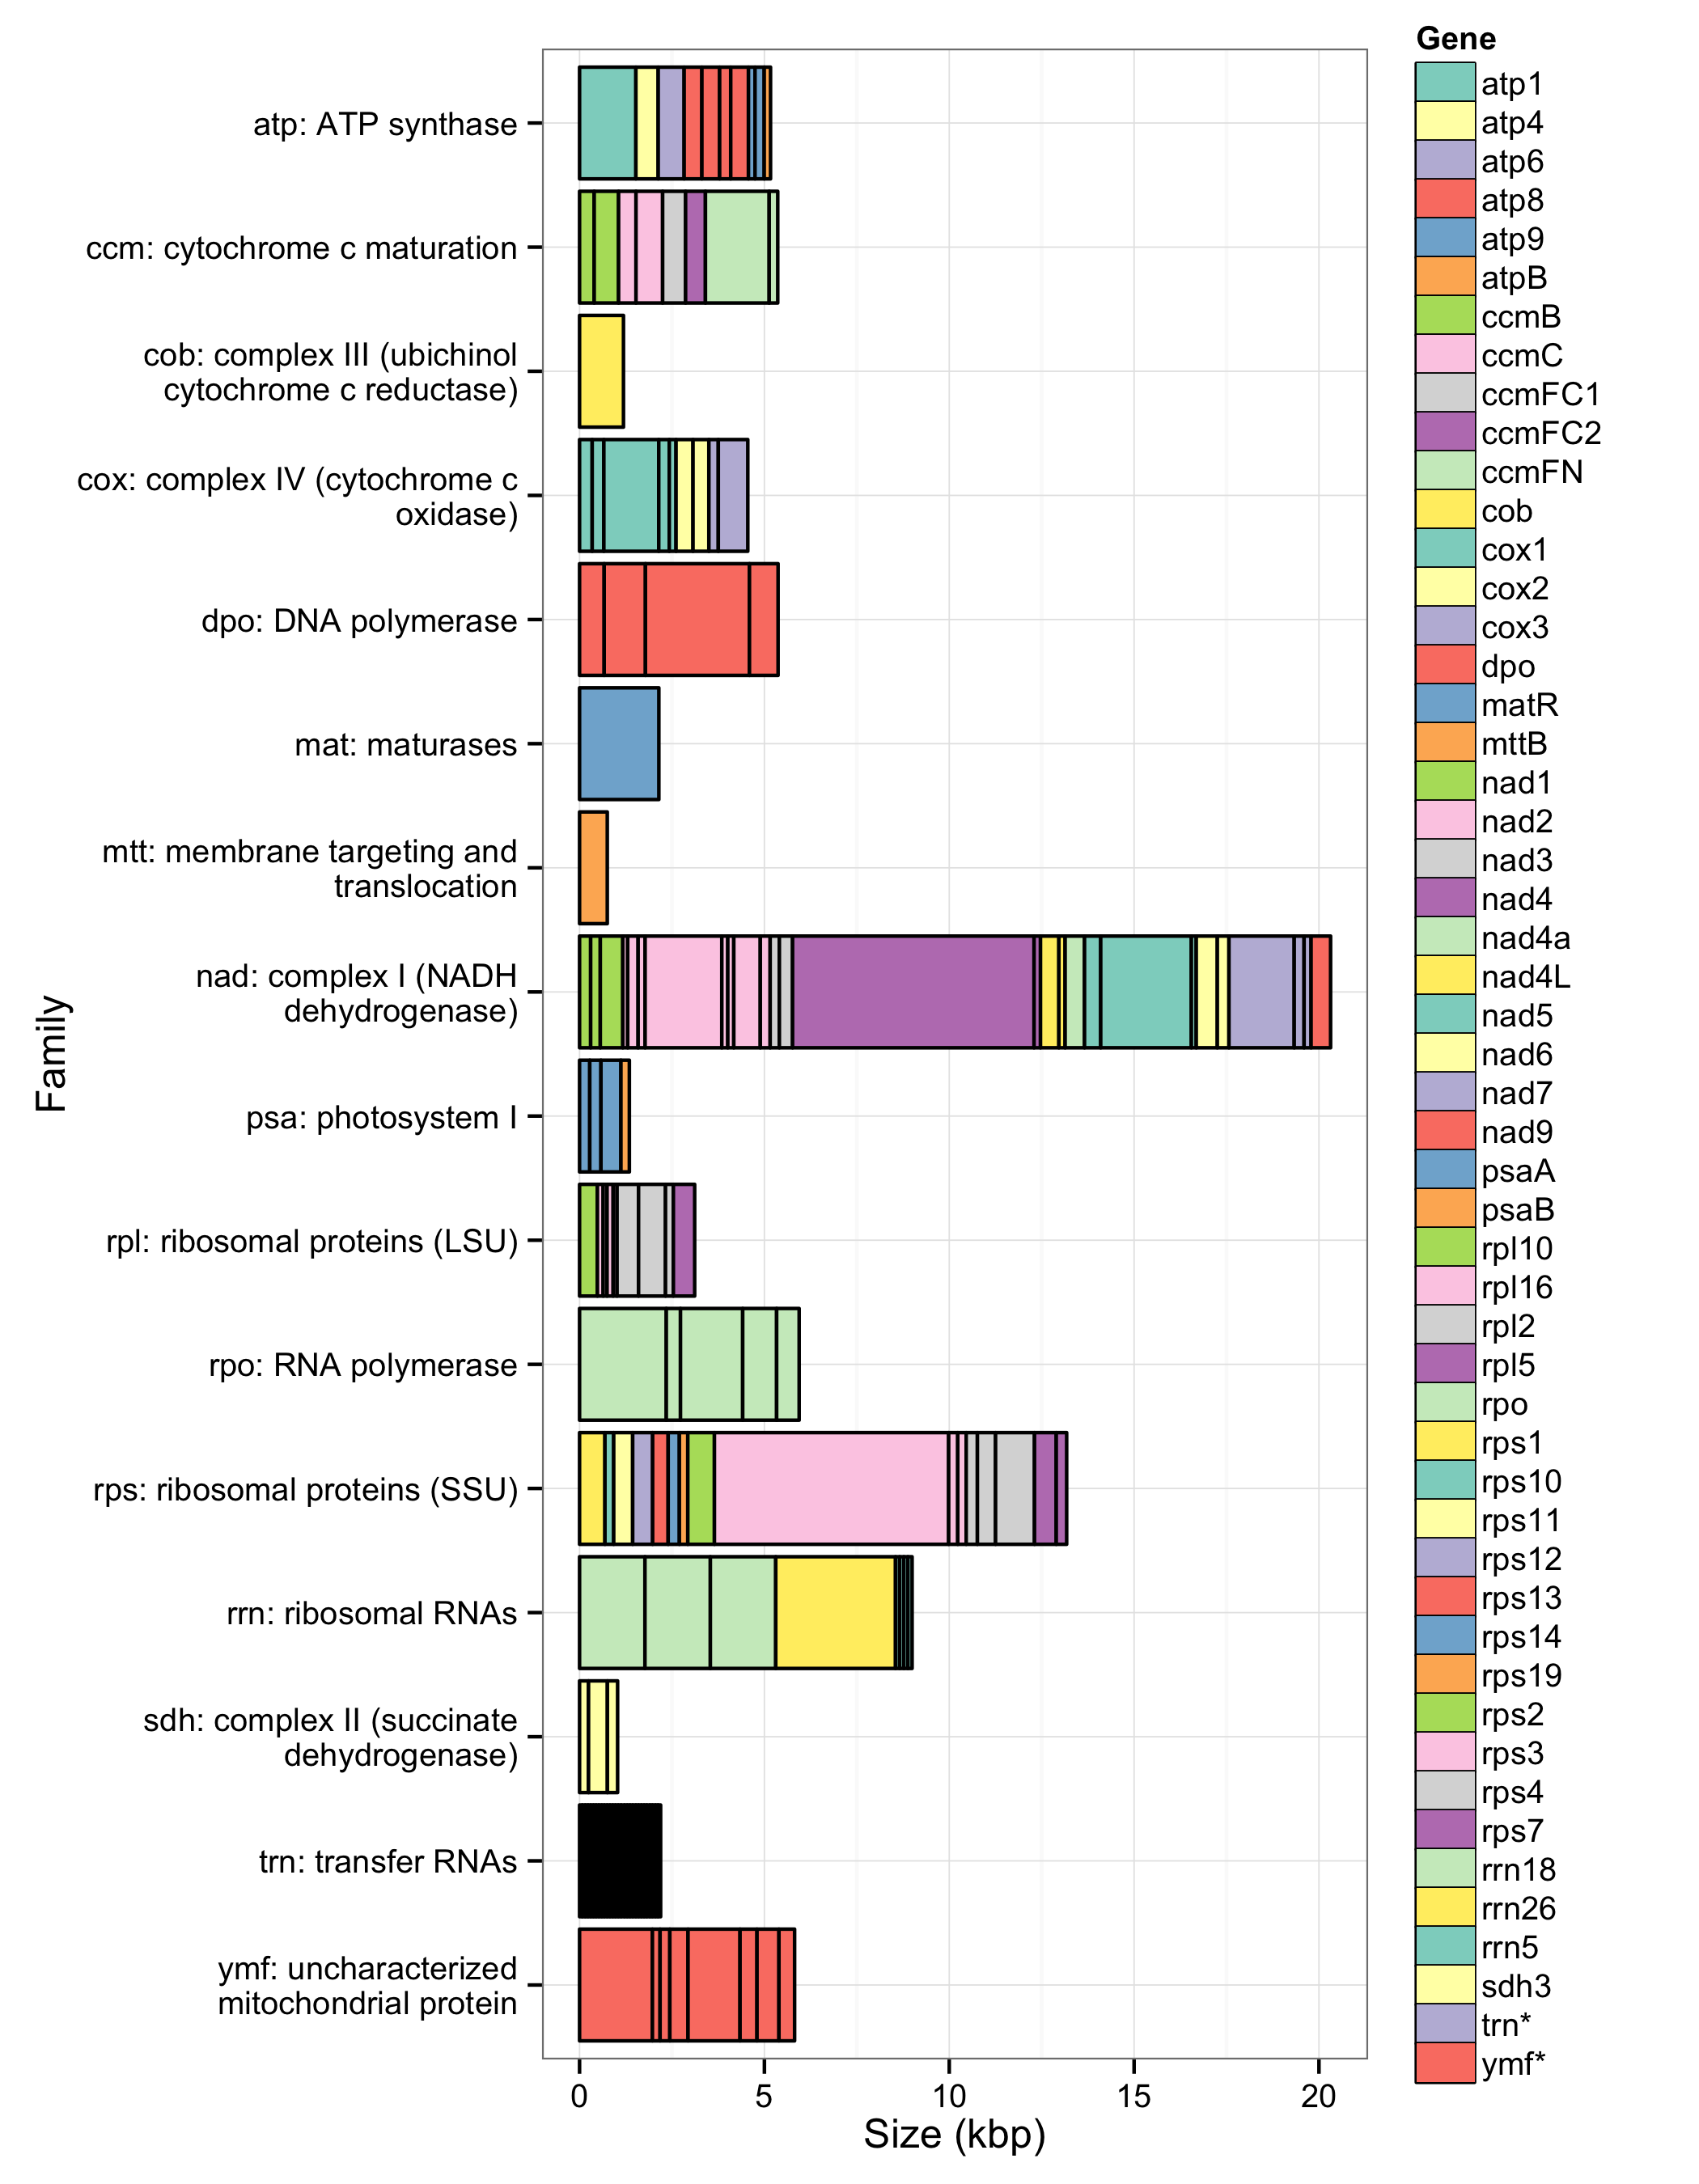 Gene
atp: ATP synthase
ccm: cytochrome c maturation
cob: complex III (ubichinol
cytochrome c reductase)
cox: complex IV (cytochrome c
oxidase)
dpo: DNA polymerase
mat: maturases
mtt: membrane targeting and
translocation
nad: complex I (NADH
dehydrogenase)
psa: photosystem I
rpl: ribosomal proteins (LSU)
rpo: RNA polymerase
rps: ribosomal proteins (SSU)
rrn: ribosomal RNAs
sdh: complex II (succinate
dehydrogenase)
trn: transfer RNAs
ymf: uncharacterized
mitochondrial protein
Family
0 5 10 15 20
Size (kbp)
atp1
atp4
atp6
atp8
atp9
atpB
ccmB
ccmC
ccmFC1
ccmFC2
ccmFN
cob
cox1
cox2
cox3
dpo
matR
mttB
nad1
nad2
nad3
nad4
nad4a
nad4L
nad5
nad6
nad7
nad9
psaA
psaB
rpl10
rpl16
rpl2
rpl5
rpo
rps1
rps10
rps11
rps12
rps13
rps14
rps19
rps2
rps3
rps4
rps7
rrn18
rrn26
rrn5
sdh3
trn*
ymf*